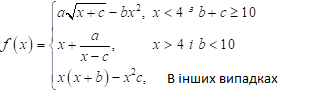 a√(x+c) − bx², x < 4 з b + c ≥ 10
f(x) = { x + a/(x−c), x > 4 і b < 10
x(x+b) − x²c, В інших випадках